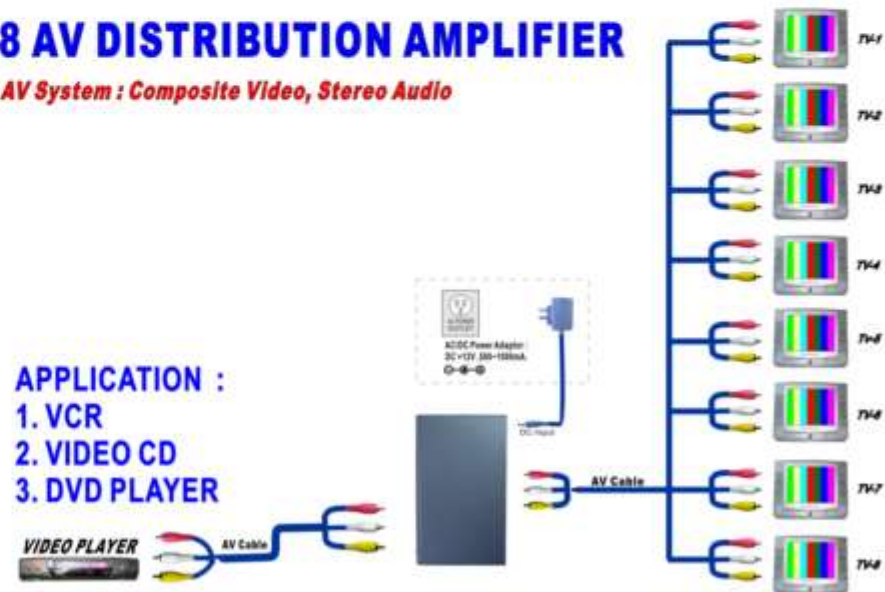 8 AV DISTRIBUTION AMPLIFIER
AV System : Composite Video, Stereo Audio
TV-1
TV-2
TV-3
TV-4
TV-5
TV-6
TV-7
TV-8
AC/DC Power Adaptor :
DC +12V
DC Input
APPLICATION :
1. VCR
2. VIDEO CD
3. DVD PLAYER
AV Cable
VIDEO PLAYER
AV Cable